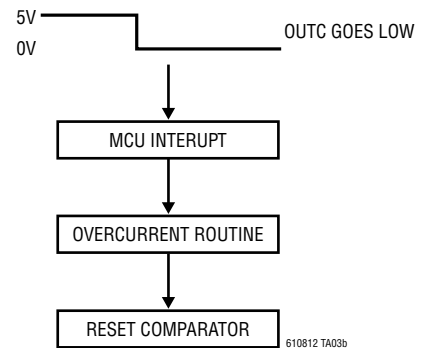 5V
OUTC GOES LOW
0V
MCU INTERUPT
OVERCURRENT ROUTINE
RESET COMPARATOR
610812 TA03b